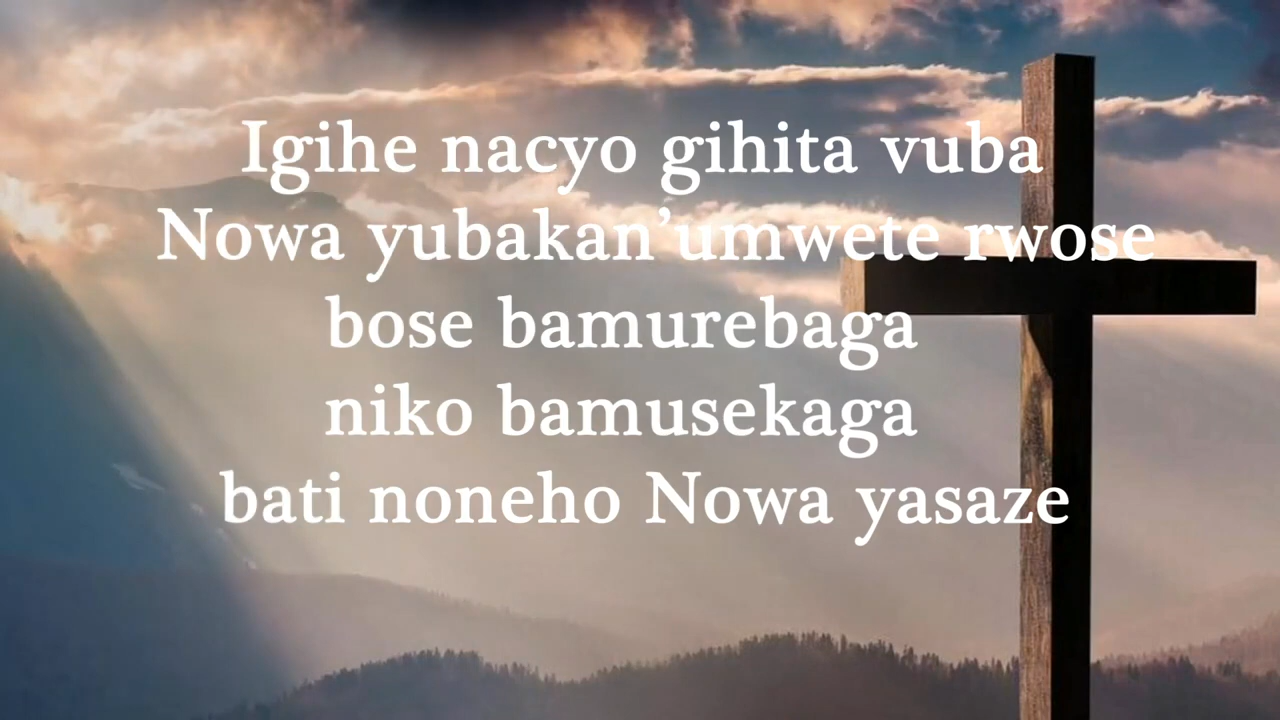 Igihe nacyo gihita vuba
Nowa yubakan’umwete rwose
bose bamurebaga
niko bamusekaga
bati noneho Nowa yasaze